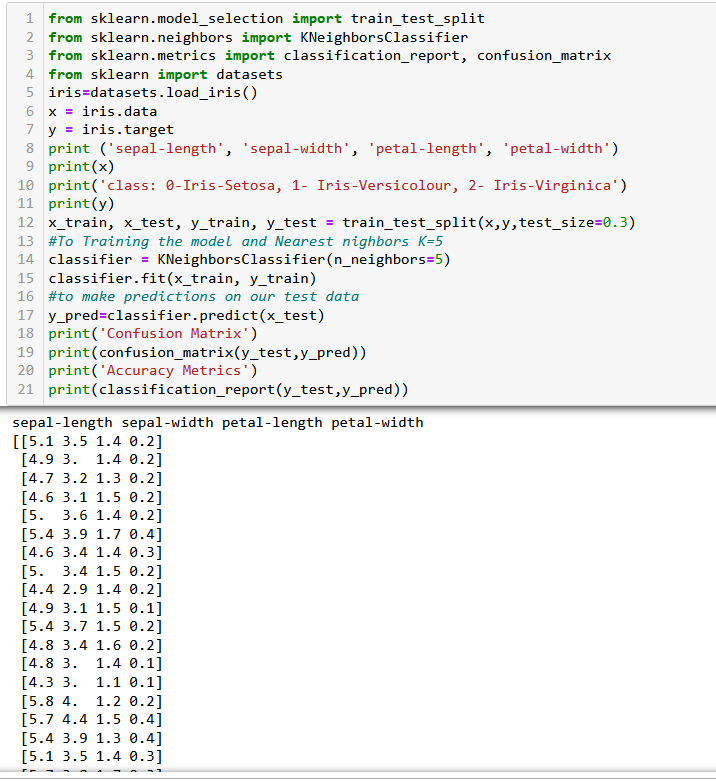 1 from sklearn.model_selection import train_test_split
2 from sklearn.neighbors import KNeighborsClassifier
3 from sklearn.metrics import classification_report, confusion_matrix
4 from sklearn import datasets
5 iris=datasets.load_iris()
6 x = iris.data
7 y = iris.target
8 print ('sepal-length', 'sepal-width', 'petal-length', 'petal-width')
9 print(x)
10 print('class: 0-Iris-Setosa, 1- Iris-Versicolour, 2- Iris-Virginica')
11 print(y)
12 x_train, x_test, y_train, y_test = train_test_split(x,y,test_size=0.3)
13 #To Training the model and Nearest nighbors K=5
14 classifier = KNeighborsClassifier(n_neighbors=5)
15 classifier.fit(x_train, y_train)
16 #to make predictions on our test data
17 y_pred=classifier.predict(x_test)
18 print('Confusion Matrix')
19 print(confusion_matrix(y_test,y_pred))
20 print('Accuracy Metrics')
21 print(classification_report(y_test,y_pred))
sepal-length sepal-width petal-length petal-width
[[5.1 3.5 1.4 0.2]
[4.9 3.  1.4 0.2]
[4.7 3.2 1.3 0.2]
[4.6 3.1 1.5 0.2]
[5.  3.6 1.4 0.2]
[5.4 3.9 1.7 0.4]
[4.6 3.4 1.4 0.3]
[5.  3.4 1.5 0.2]
[4.4 2.9 1.4 0.2]
[4.9 3.1 1.5 0.1]
[5.4 3.7 1.5 0.2]
[4.8 3.4 1.6 0.2]
[4.8 3.  1.4 0.1]
[4.3 3.  1.1 0.1]
[5.8 4.  1.2 0.2]
[5.7 4.4 1.5 0.4]
[5.4 3.9 1.3 0.4]
[5.1 3.5 1.4 0.3]